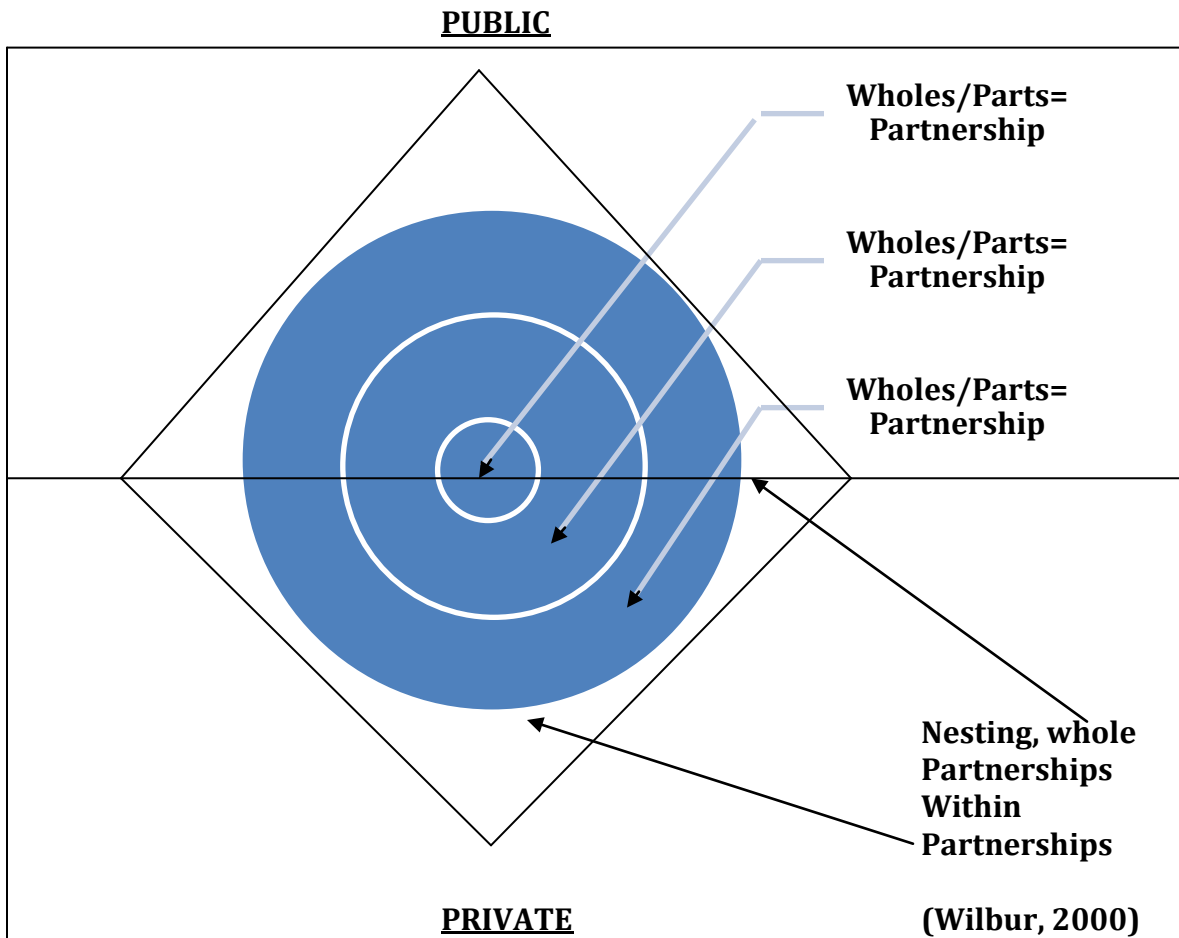 PUBLIC
Wholes/Parts=
Partnership
Wholes/Parts=
Partnership
Wholes/Parts=
Partnership
Nesting, whole
Partnerships
Within
Partnerships
(Wilbur, 2000)
PRIVATE